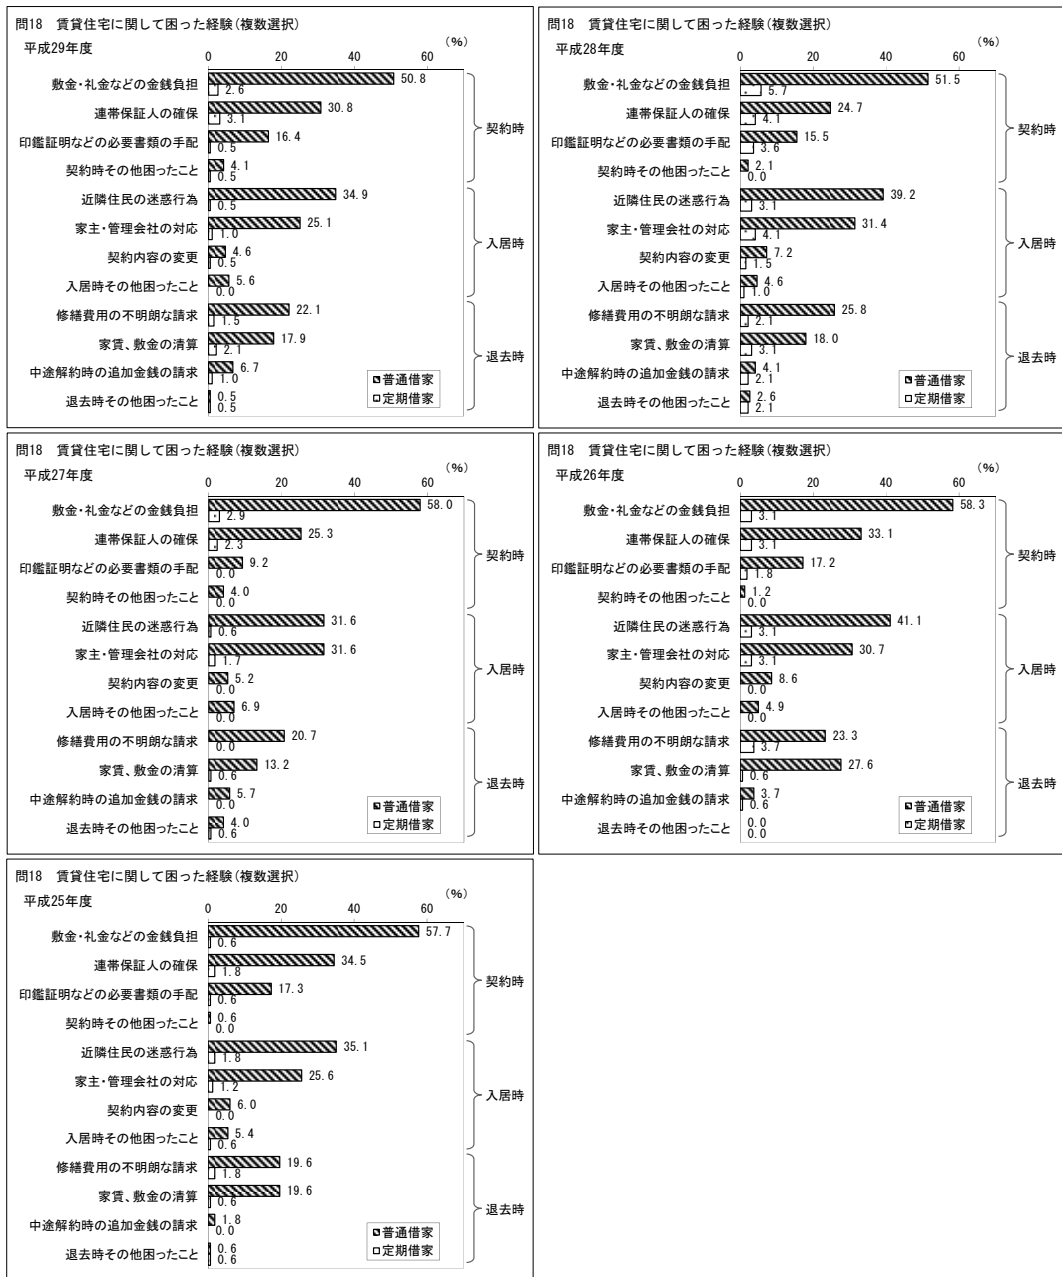 問18　賃貸住宅に関して困った経験(複数選択)
平成29年度
(%)
0 20 40 60
敷金・礼金などの金銭負担 50.8 2.6
連帯保証人の確保 30.8 3.1
印鑑証明などの必要書類の手配 16.4 0.5
契約時その他困ったこと 4.1 0.5
契約時
近隣住民の迷惑行為 34.9 0.5
家主・管理会社の対応 25.1 1.0
契約内容の変更 4.6 0.5
入居時その他困ったこと 5.6 0.0
入居時
修繕費用の不明朗な請求 22.1 1.5
家賃、敷金の清算 17.9 2.1
中途解約時の追加金銭の請求 6.7 1.0
退去時その他困ったこと 0.5 0.5
退去時
普通借家
定期借家
問18　賃貸住宅に関して困った経験(複数選択)
平成28年度
(%)
0 20 40 60
敷金・礼金などの金銭負担 51.5 5.7
連帯保証人の確保 24.7 4.1
印鑑証明などの必要書類の手配 15.5 3.6
契約時その他困ったこと 2.1 0.0
契約時
近隣住民の迷惑行為 39.2 3.1
家主・管理会社の対応 31.4 4.1
契約内容の変更 7.2 1.5
入居時その他困ったこと 4.6 1.0
入居時
修繕費用の不明朗な請求 25.8 2.1
家賃、敷金の清算 18.0 3.1
中途解約時の追加金銭の請求 4.1 2.1
退去時その他困ったこと 2.6 2.1
退去時
普通借家
定期借家
問18　賃貸住宅に関して困った経験(複数選択)
平成27年度
(%)
0 20 40 60
敷金・礼金などの金銭負担 58.0 2.9
連帯保証人の確保 25.3 2.3
印鑑証明などの必要書類の手配 9.2 0.0
契約時その他困ったこと 4.0 0.0
契約時
近隣住民の迷惑行為 31.6 0.6
家主・管理会社の対応 31.6 1.7
契約内容の変更 5.2 0.0
入居時その他困ったこと 6.9 0.0
入居時
修繕費用の不明朗な請求 20.7 0.0
家賃、敷金の清算 13.2 0.6
中途解約時の追加金銭の請求 5.7 0.0
退去時その他困ったこと 4.0 0.6
退去時
普通借家
定期借家
問18　賃貸住宅に関して困った経験(複数選択)
平成26年度
(%)
0 20 40 60
敷金・礼金などの金銭負担 58.3 3.1
連帯保証人の確保 33.1 3.1
印鑑証明などの必要書類の手配 17.2 1.8
契約時その他困ったこと 1.2 0.0
契約時
近隣住民の迷惑行為 41.1 3.1
家主・管理会社の対応 30.7 3.1
契約内容の変更 8.6 0.0
入居時その他困ったこと 4.9 0.0
入居時
修繕費用の不明朗な請求 23.3 3.7
家賃、敷金の清算 27.6 0.6
中途解約時の追加金銭の請求 3.7 0.6
退去時その他困ったこと 0.0 0.0
退去時
普通借家
定期借家
問18　賃貸住宅に関して困った経験(複数選択)
平成25年度
(%)
0 20 40 60
敷金・礼金などの金銭負担 57.7 0.6
連帯保証人の確保 34.5 1.8
印鑑証明などの必要書類の手配 17.3 0.6
契約時その他困ったこと 0.6 0.0
契約時
近隣住民の迷惑行為 35.1 1.8
家主・管理会社の対応 25.6 1.2
契約内容の変更 6.0 0.0
入居時その他困ったこと 5.4 0.6
入居時
修繕費用の不明朗な請求 19.6 1.8
家賃、敷金の清算 19.6 0.6
中途解約時の追加金銭の請求 1.8 0.0
退去時その他困ったこと 0.6 0.6
退去時
普通借家
定期借家